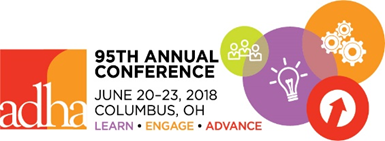 adha
95TH ANNUAL
CONFERENCE
JUNE 20–23, 2018
COLUMBUS, OH
LEARN • ENGAGE • ADVANCE